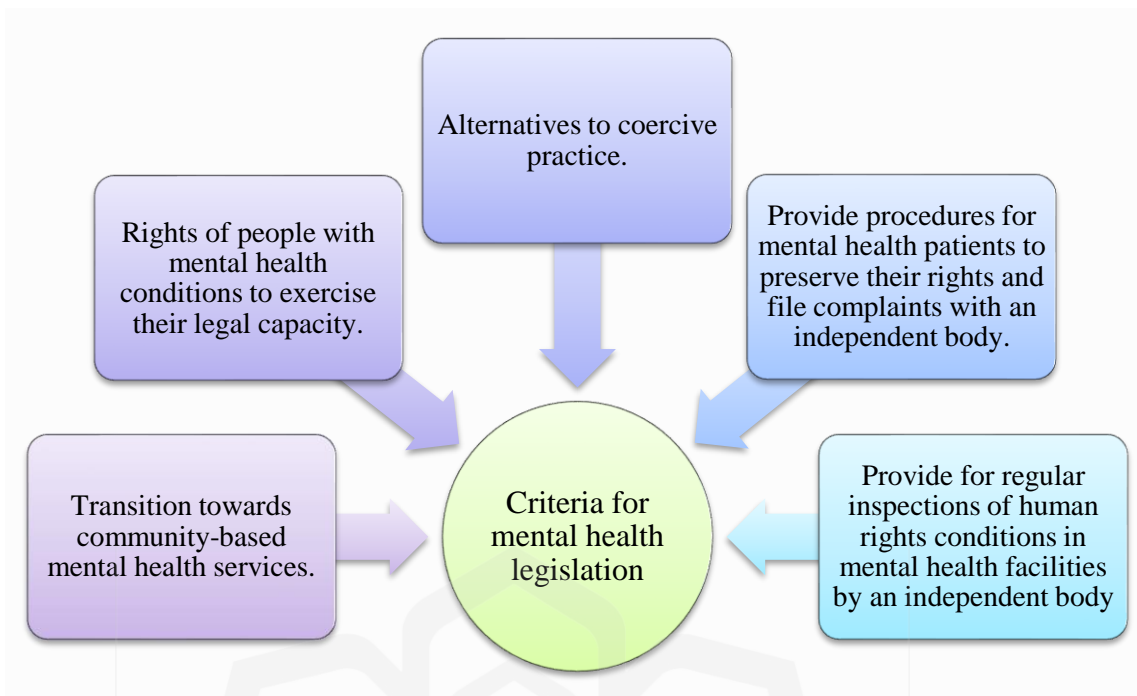 Alternatives to coercive
practice.
Rights of people with
mental health
conditions to exercise
their legal capacity.
Provide procedures for
mental health patients to
preserve their rights and
file complaints with an
independent body.
Transition towards
community-based
mental health services.
Criteria for
mental health
legislation
Provide for regular
inspections of human
rights conditions in
mental health facilities
by an independent body